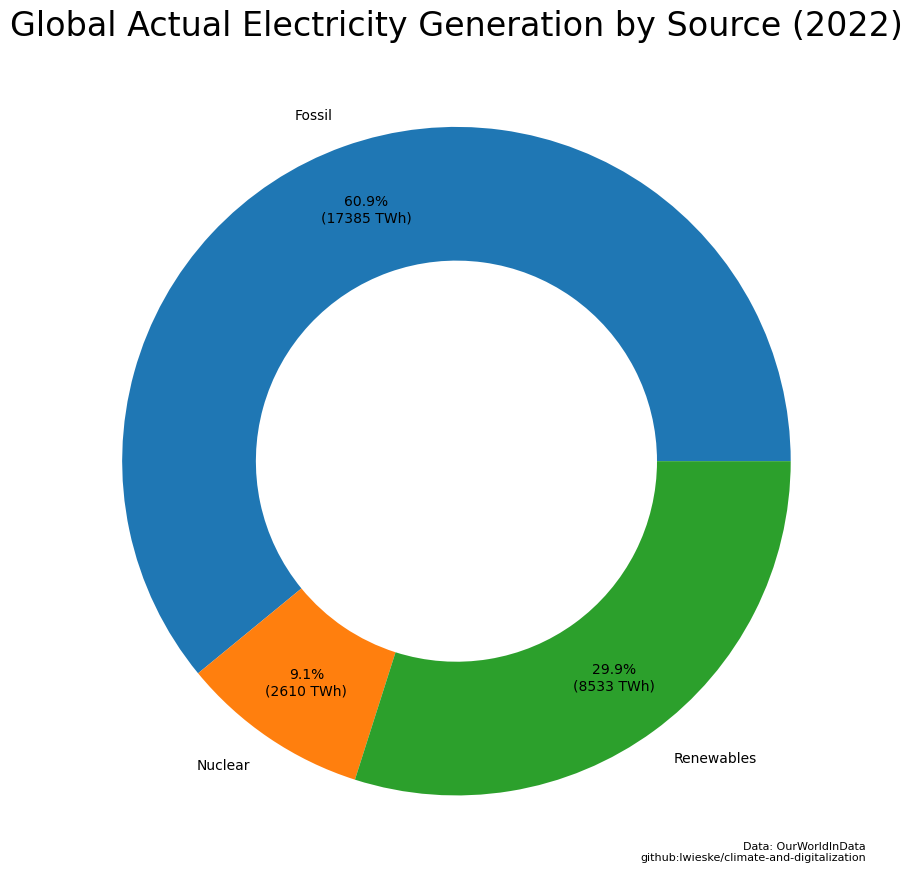 Global Actual Electricity Generation by Source (2022)
Fossil
60.9%
(17385 TWh)
9.1%
(2610 TWh)
Nuclear
29.9%
(8533 TWh)
Renewables
Data: OurWorldInData
github:lwieske/climate-and-digitalization